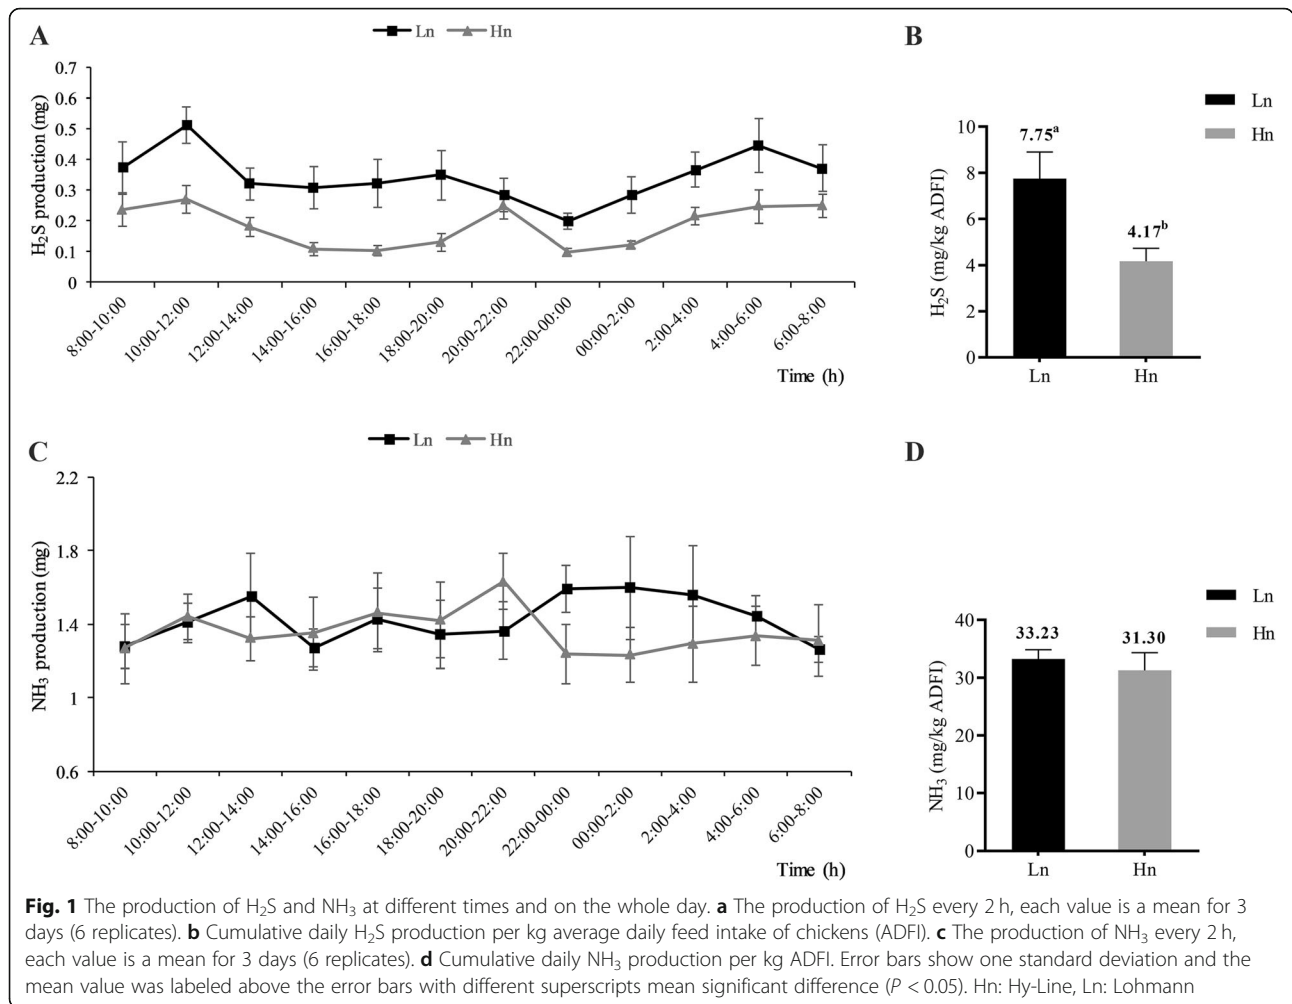 A
Ln Hn
H₂S production (mg)
0.7
0.6
0.5
0.4
0.3
0.2
0.1
0
8:00-10:00
10:00-12:00
12:00-14:00
14:00-16:00
16:00-18:00
18:00-20:00
20:00-22:00
22:00-00:00
00:00-2:00
2:00-4:00
4:00-6:00
6:00-8:00
Time (h)
B
Ln
Hn
H₂S (mg/kg ADFI)
10
8
6
4
2
0
7.75ᵃ
4.17ᵇ
Ln Hn
C
Ln Hn
NH₃ production (mg)
2.2
1.8
1.4
1
0.6
8:00-10:00
10:00-12:00
12:00-14:00
14:00-16:00
16:00-18:00
18:00-20:00
20:00-22:00
22:00-00:00
00:00-2:00
2:00-4:00
4:00-6:00
6:00-8:00
Time (h)
D
Ln
Hn
NH₃ (mg/kg ADFI)
50
40
30
20
10
0
33.23
31.30
Ln Hn
Fig. 1 The production of H₂S and NH₃ at different times and on the whole day. a The production of H₂S every 2 h, each value is a mean for 3
days (6 replicates). b Cumulative daily H₂S production per kg average daily feed intake of chickens (ADFI). c The production of NH₃ every 2 h,
each value is a mean for 3 days (6 replicates). d Cumulative daily NH₃ production per kg ADFI. Error bars show one standard deviation and the
mean value was labeled above the error bars with different superscripts mean significant difference (P < 0.05). Hn: Hy-Line, Ln: Lohmann